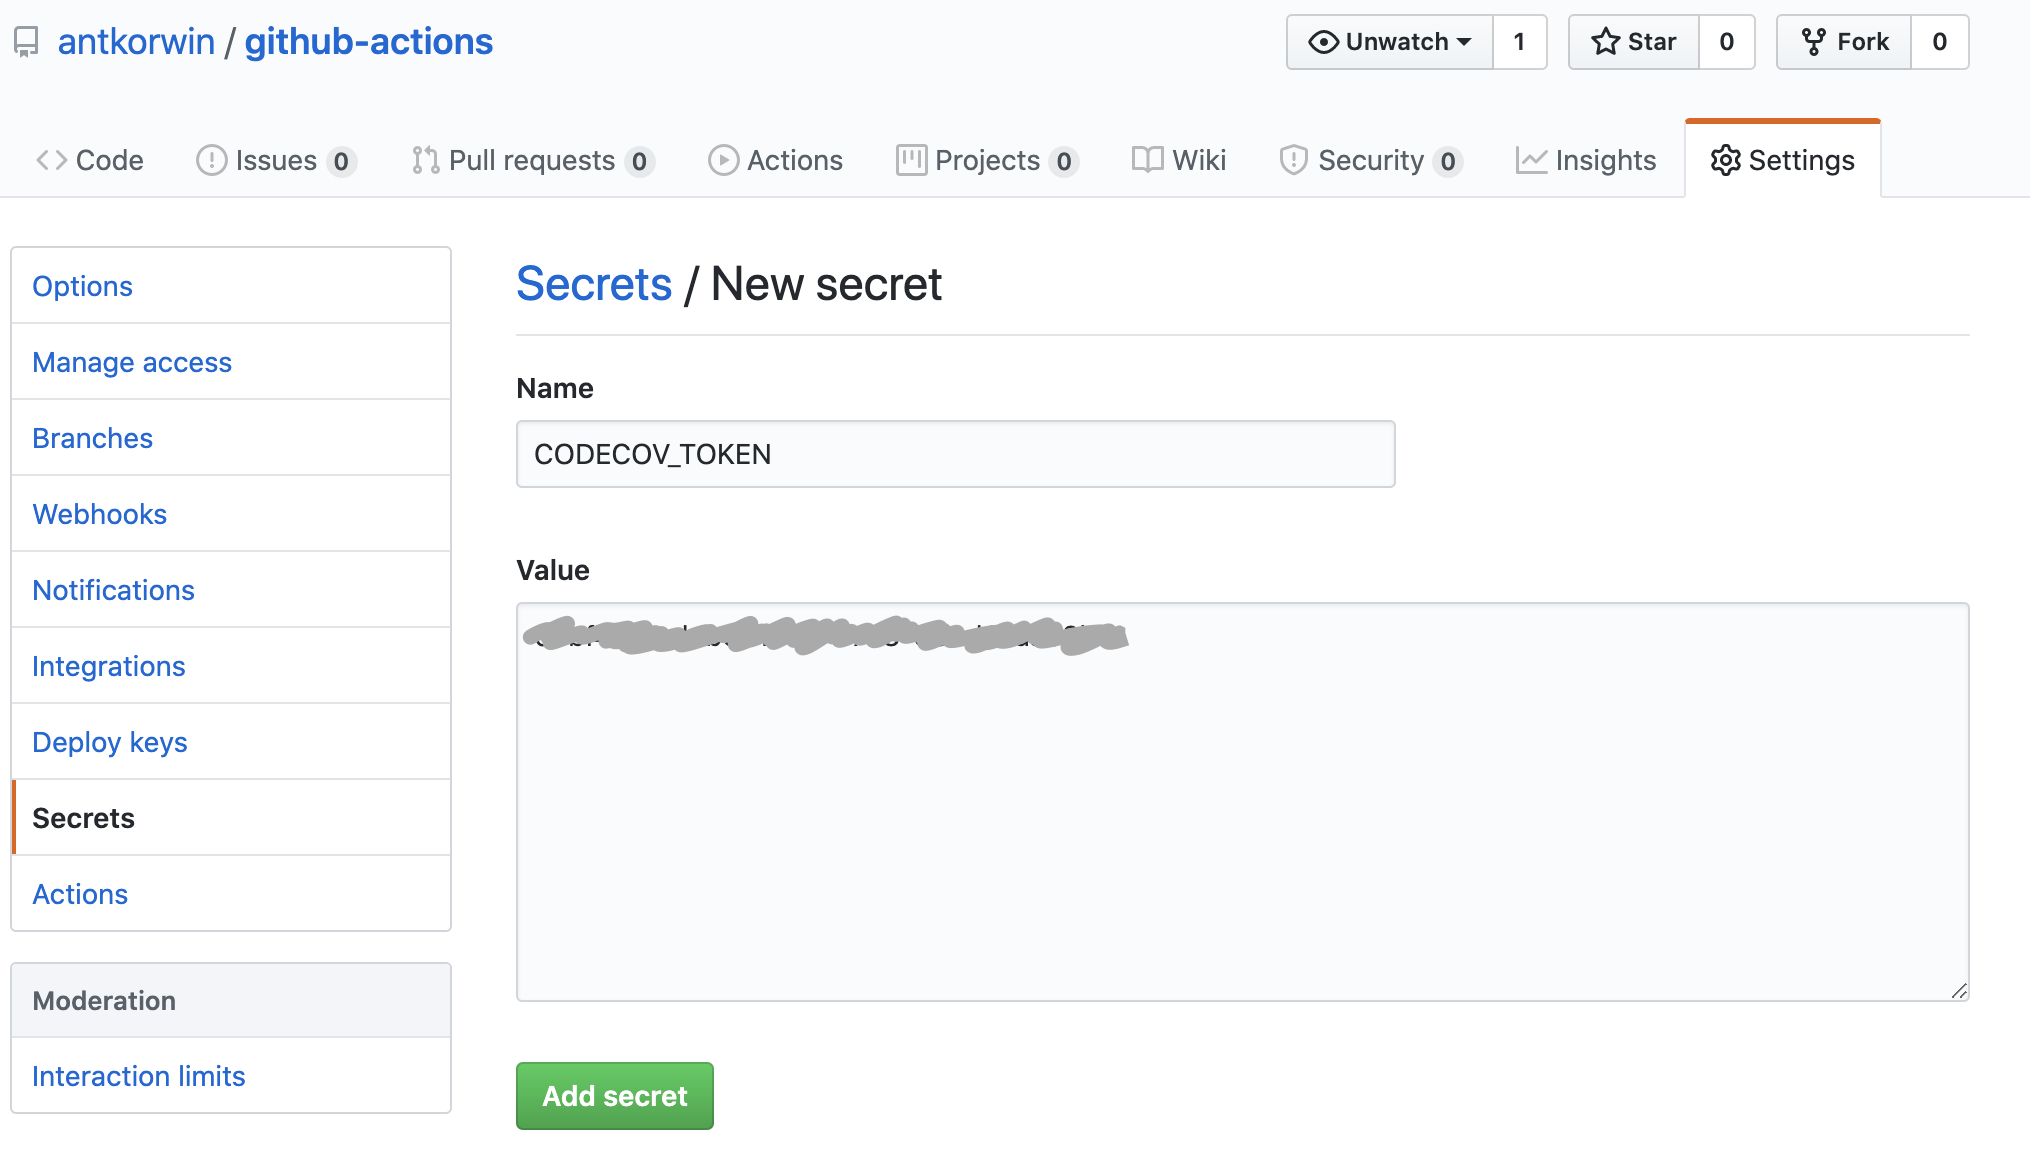 antkorwin / github-actions
Unwatch 1 Star 0 Fork 0
Code Issues 0 Pull requests 0 Actions Projects 0 Wiki Security 0 Insights Settings
Options
Manage access
Branches
Webhooks
Notifications
Integrations
Deploy keys
Secrets
Actions
Moderation
Interaction limits
Secrets / New secret
Name
CODECOV_TOKEN
Value
Add secret